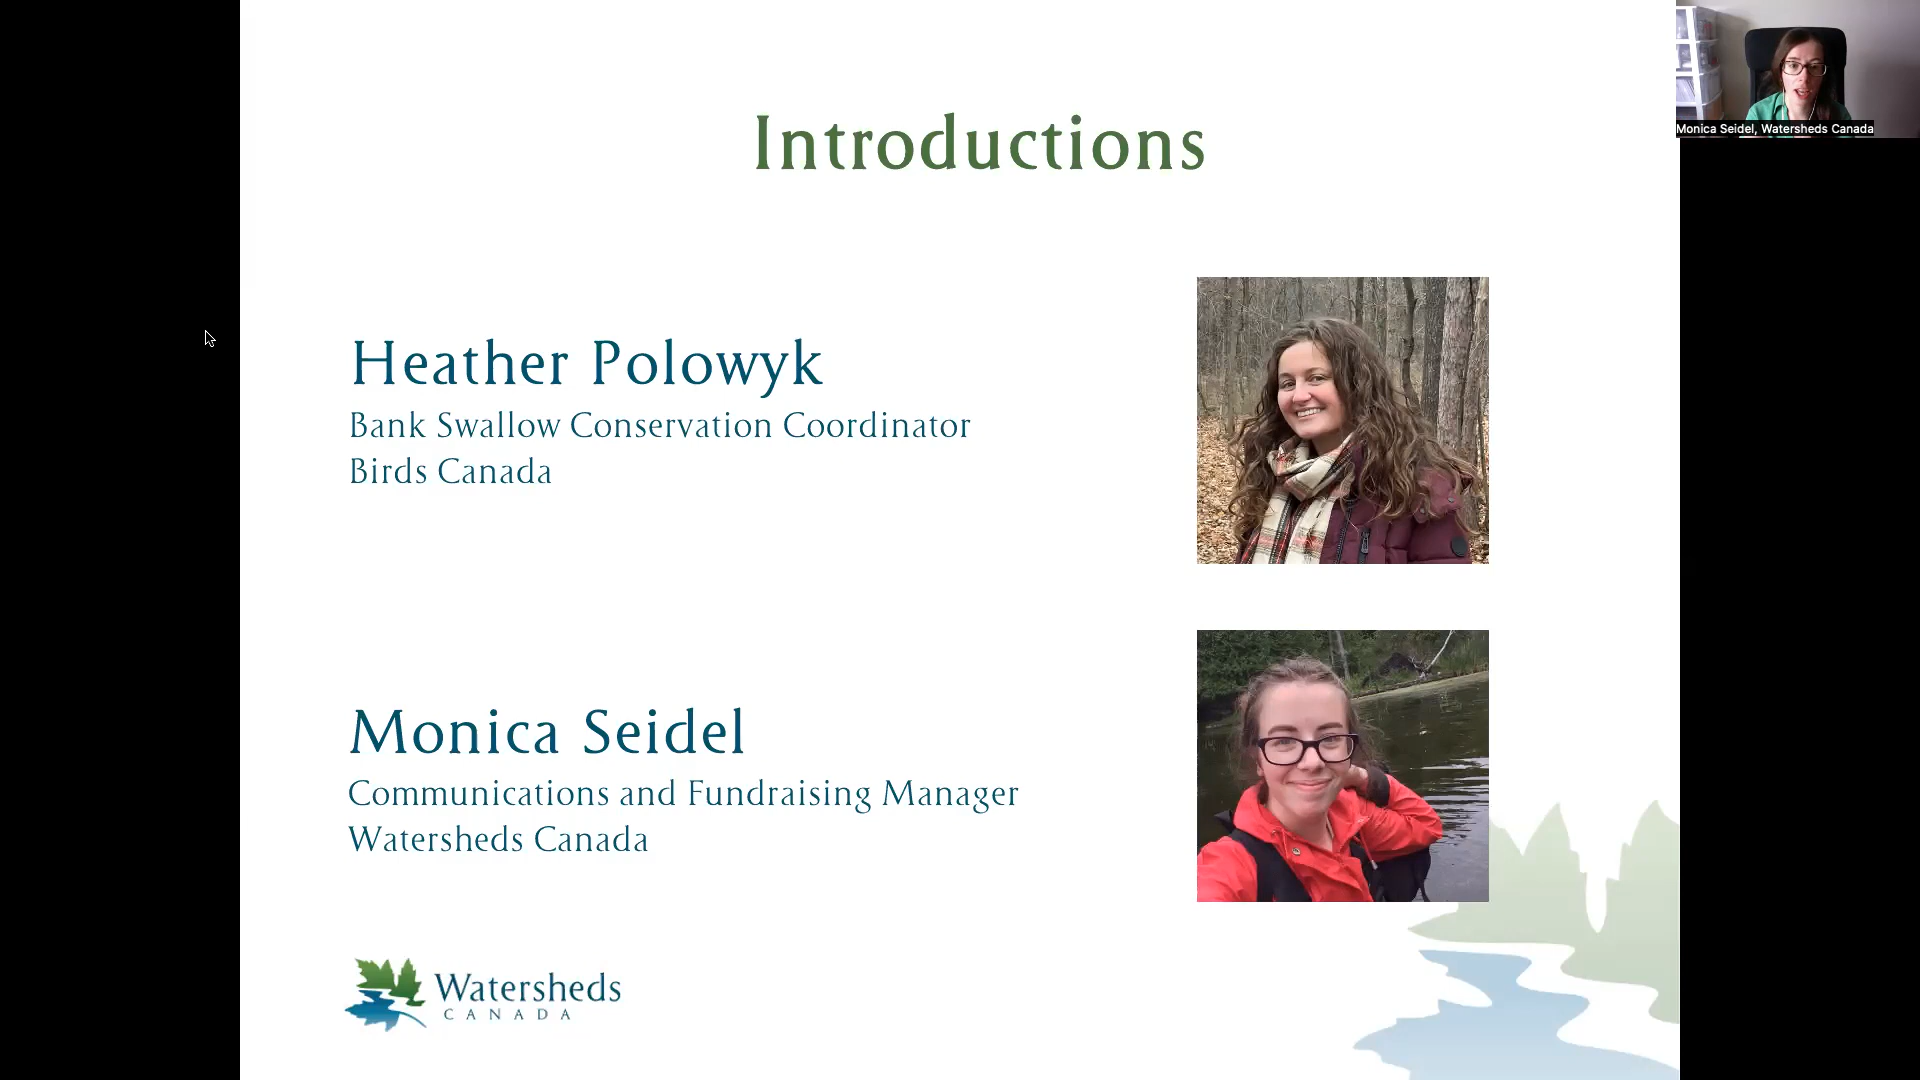 Introductions
Monica Seidel, Watersheds Canada
Heather Polowyk
Bank Swallow Conservation Coordinator
Birds Canada
Monica Seidel
Communications and Fundraising Manager
Watersheds Canada
Watersheds
CANADA